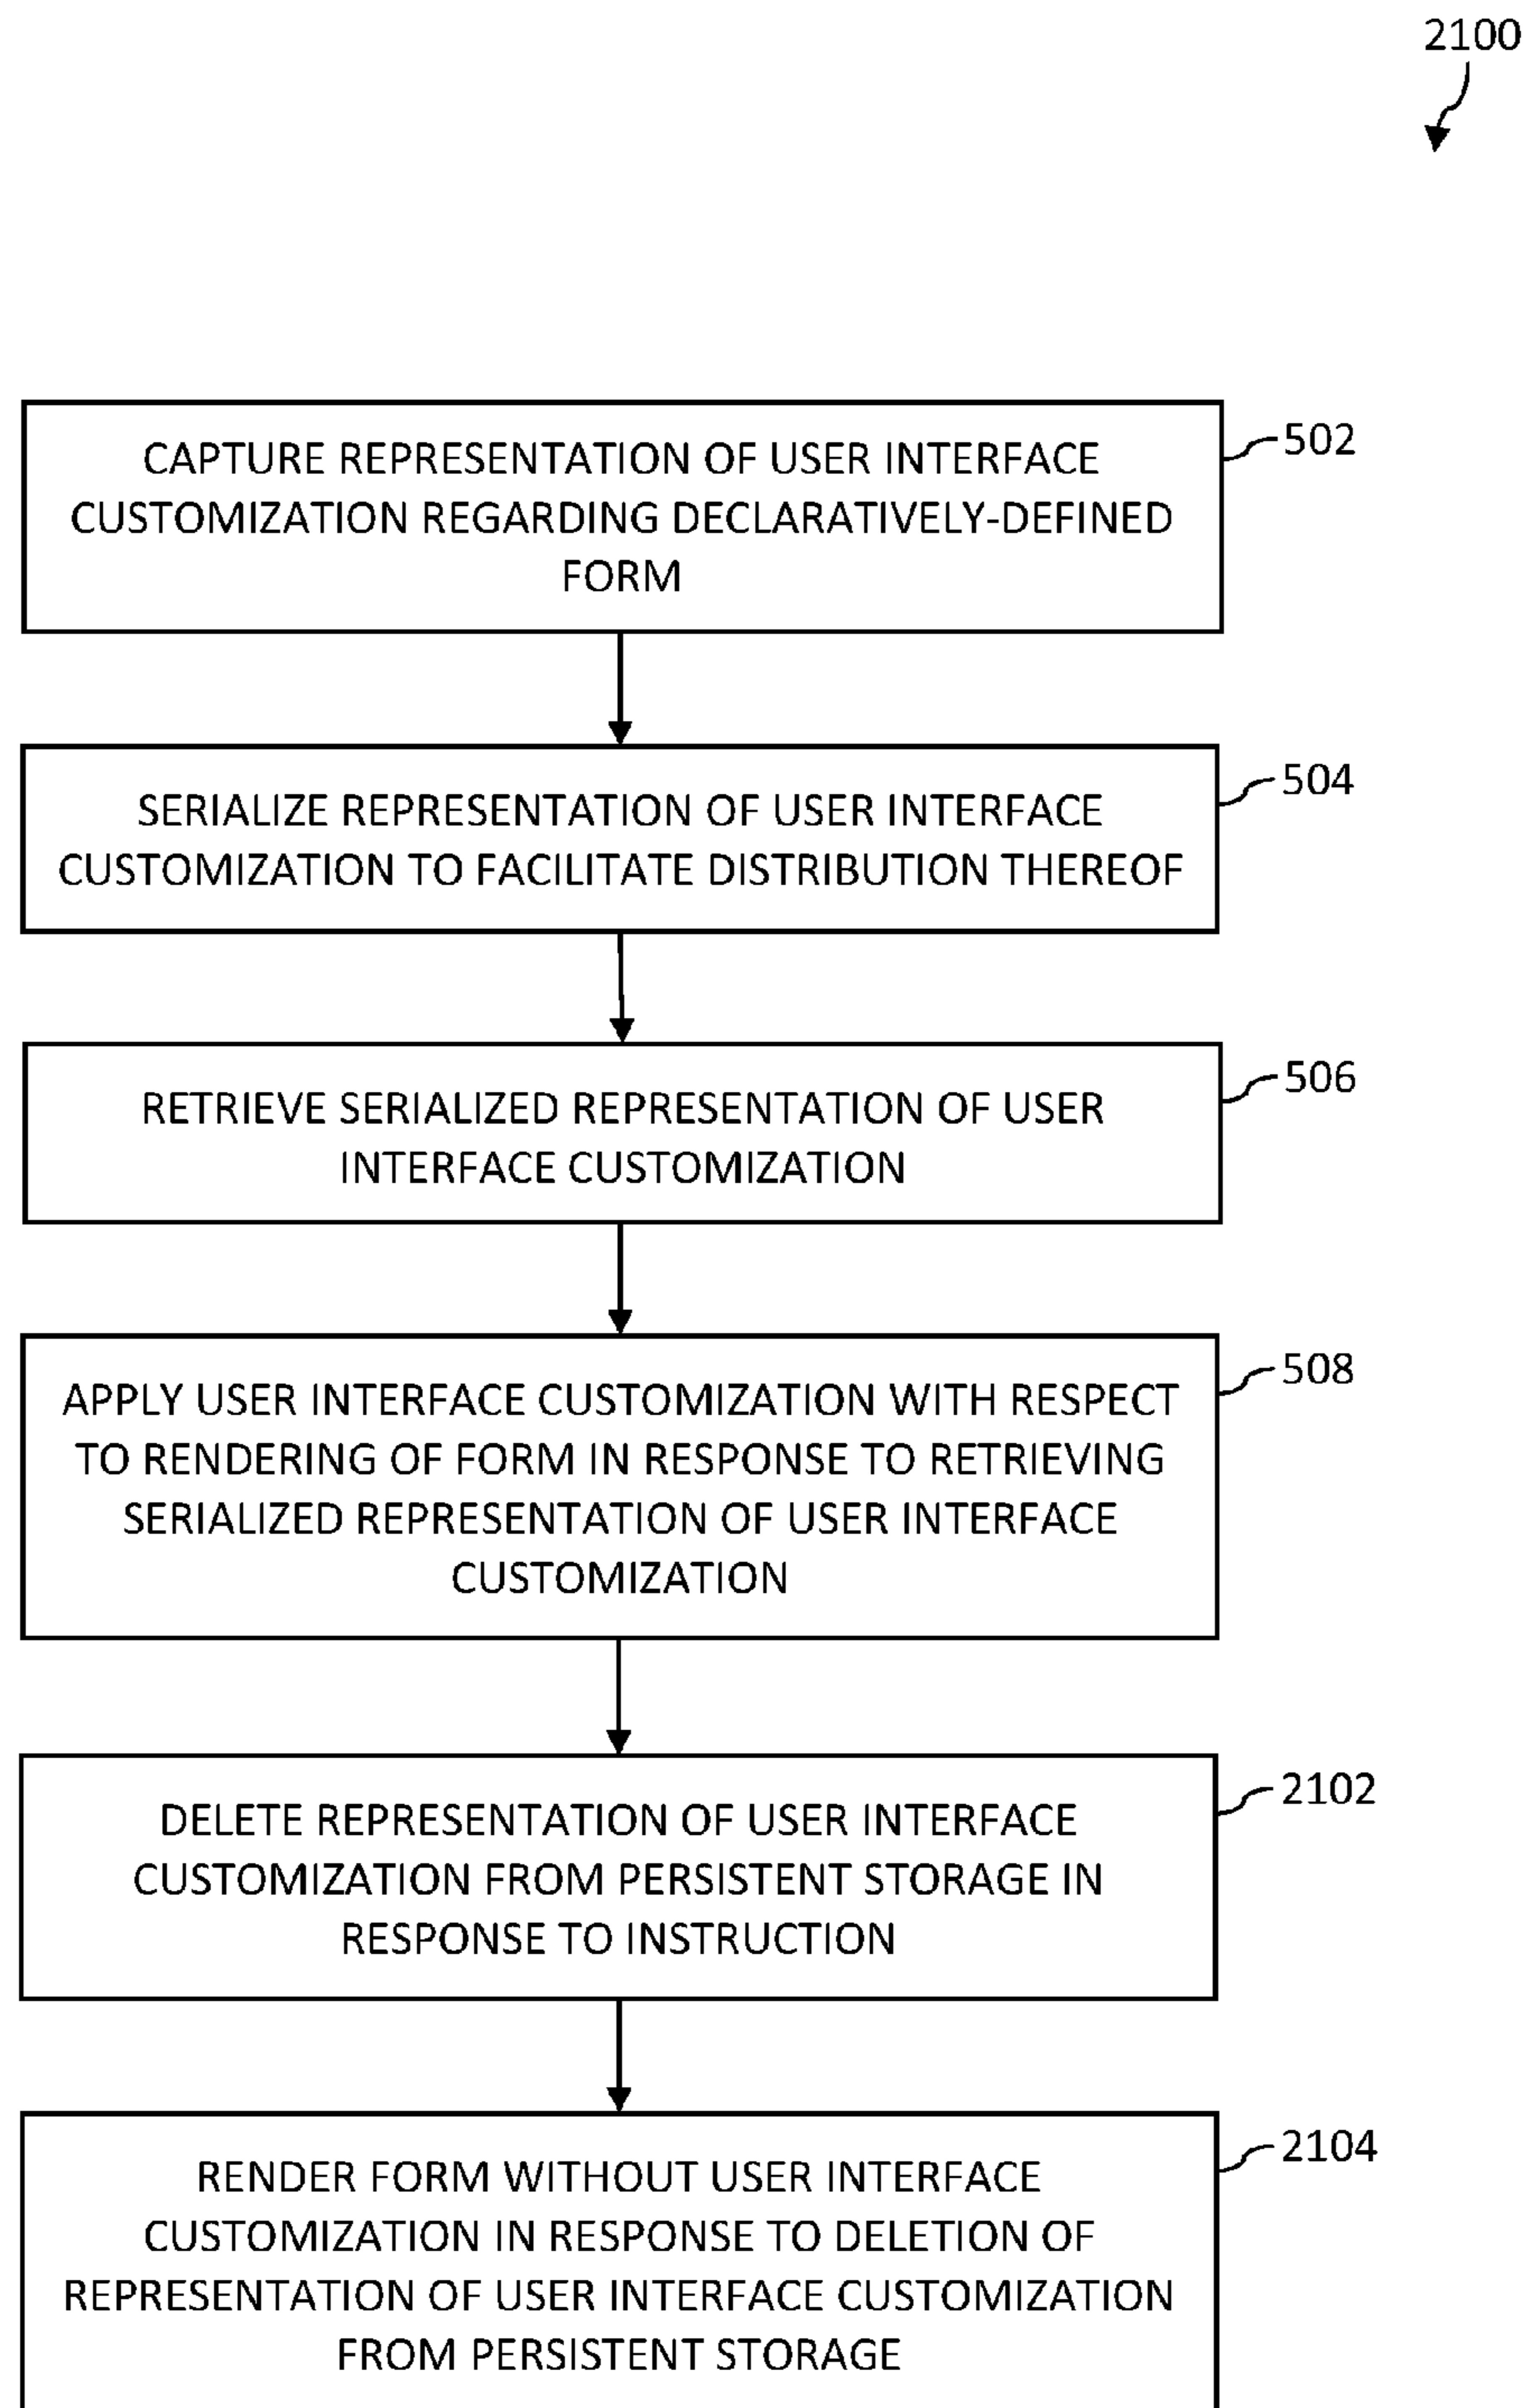 2100
CAPTURE REPRESENTATION OF USER INTERFACE
CUSTOMIZATION REGARDING DECLARATIVELY-DEFINED
FORM
502
SERIALIZE REPRESENTATION OF USER INTERFACE
CUSTOMIZATION TO FACILITATE DISTRIBUTION THEREOF
504
RETRIEVE SERIALIZED REPRESENTATION OF USER
INTERFACE CUSTOMIZATION
506
APPLY USER INTERFACE CUSTOMIZATION WITH RESPECT
TO RENDERING OF FORM IN RESPONSE TO RETRIEVING
SERIALIZED REPRESENTATION OF USER INTERFACE
CUSTOMIZATION
508
DELETE REPRESENTATION OF USER INTERFACE
CUSTOMIZATION FROM PERSISTENT STORAGE IN
RESPONSE TO INSTRUCTION
2102
RENDER FORM WITHOUT USER INTERFACE
CUSTOMIZATION IN RESPONSE TO DELETION OF
REPRESENTATION OF USER INTERFACE CUSTOMIZATION
FROM PERSISTENT STORAGE
2104